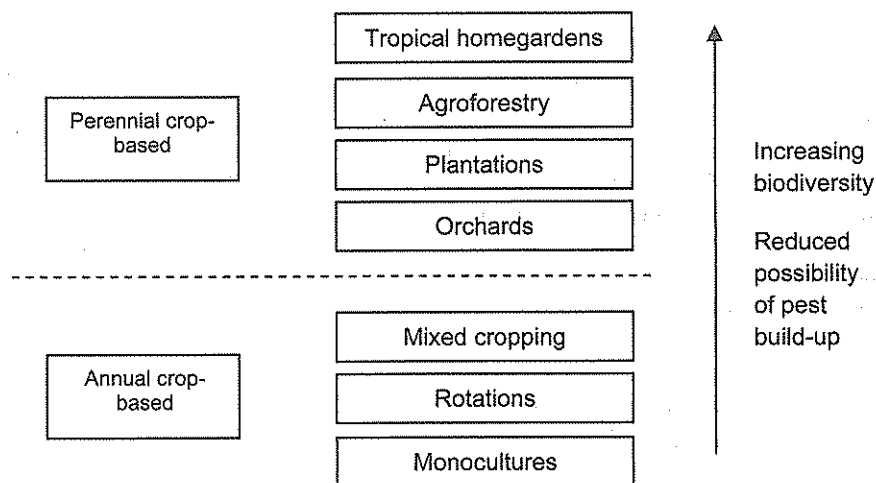 Tropical homegardens
Agroforestry
Perennial crop-
based
Plantations
Orchards
Increasing
biodiversity
Reduced
possibility
of pest
build-up
Mixed cropping
Annual crop-
based
Rotations
Monocultures